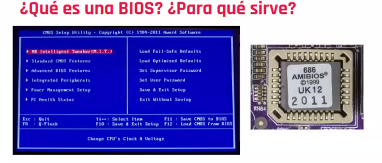 ¿Qué es una BIOS? ¿Para qué sirve?
CMOS Setup Utility - Copyright (C) 1984-2011 Award Software
MB Intelligent Tweaker(M.I.T.)
Standard CMOS Features
Advanced BIOS Features
Integrated Peripherals
Power Management Setup
PC Health Status
Load Fail-Safe Defaults
Load Optimized Defaults
Set Supervisor Password
Set User Password
Save & Exit Setup
Exit Without Saving
Esc : Quit
: Select Item
F11 : Save CMOS to BIOS
F8 : Q-Flash
F10 : Save & Exit Setup
F12 : Load CMOS from BIOS
Change CPU's Clock & Voltage
686
AMIBIOS®
©1999
UK12
2011